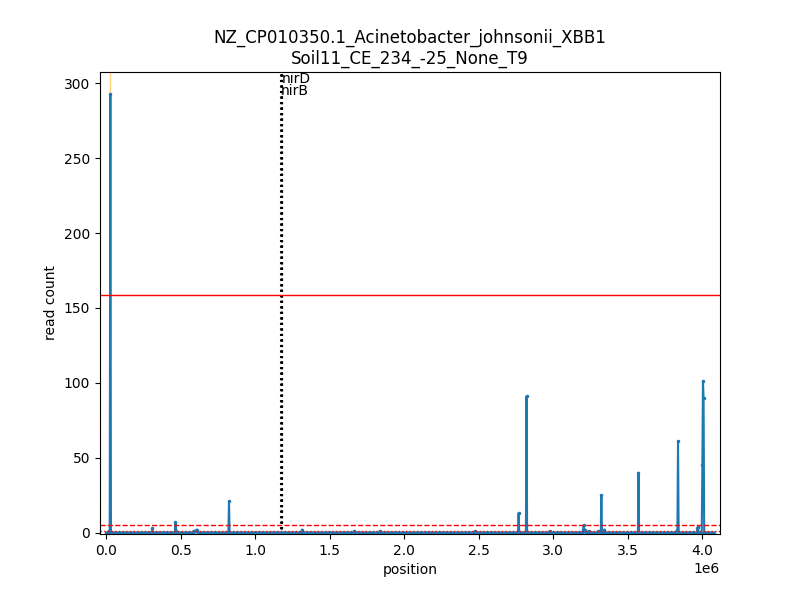 NZ_CP010350.1_Acinetobacter_johnsonii_XBB1
Soil11_CE_234_-25_None_T9
nirD
nirB
300
250
200
150
100
50
0
read count
0.0 0.5 1.0 1.5 2.0 2.5 3.0 3.5 4.0
1e6
position